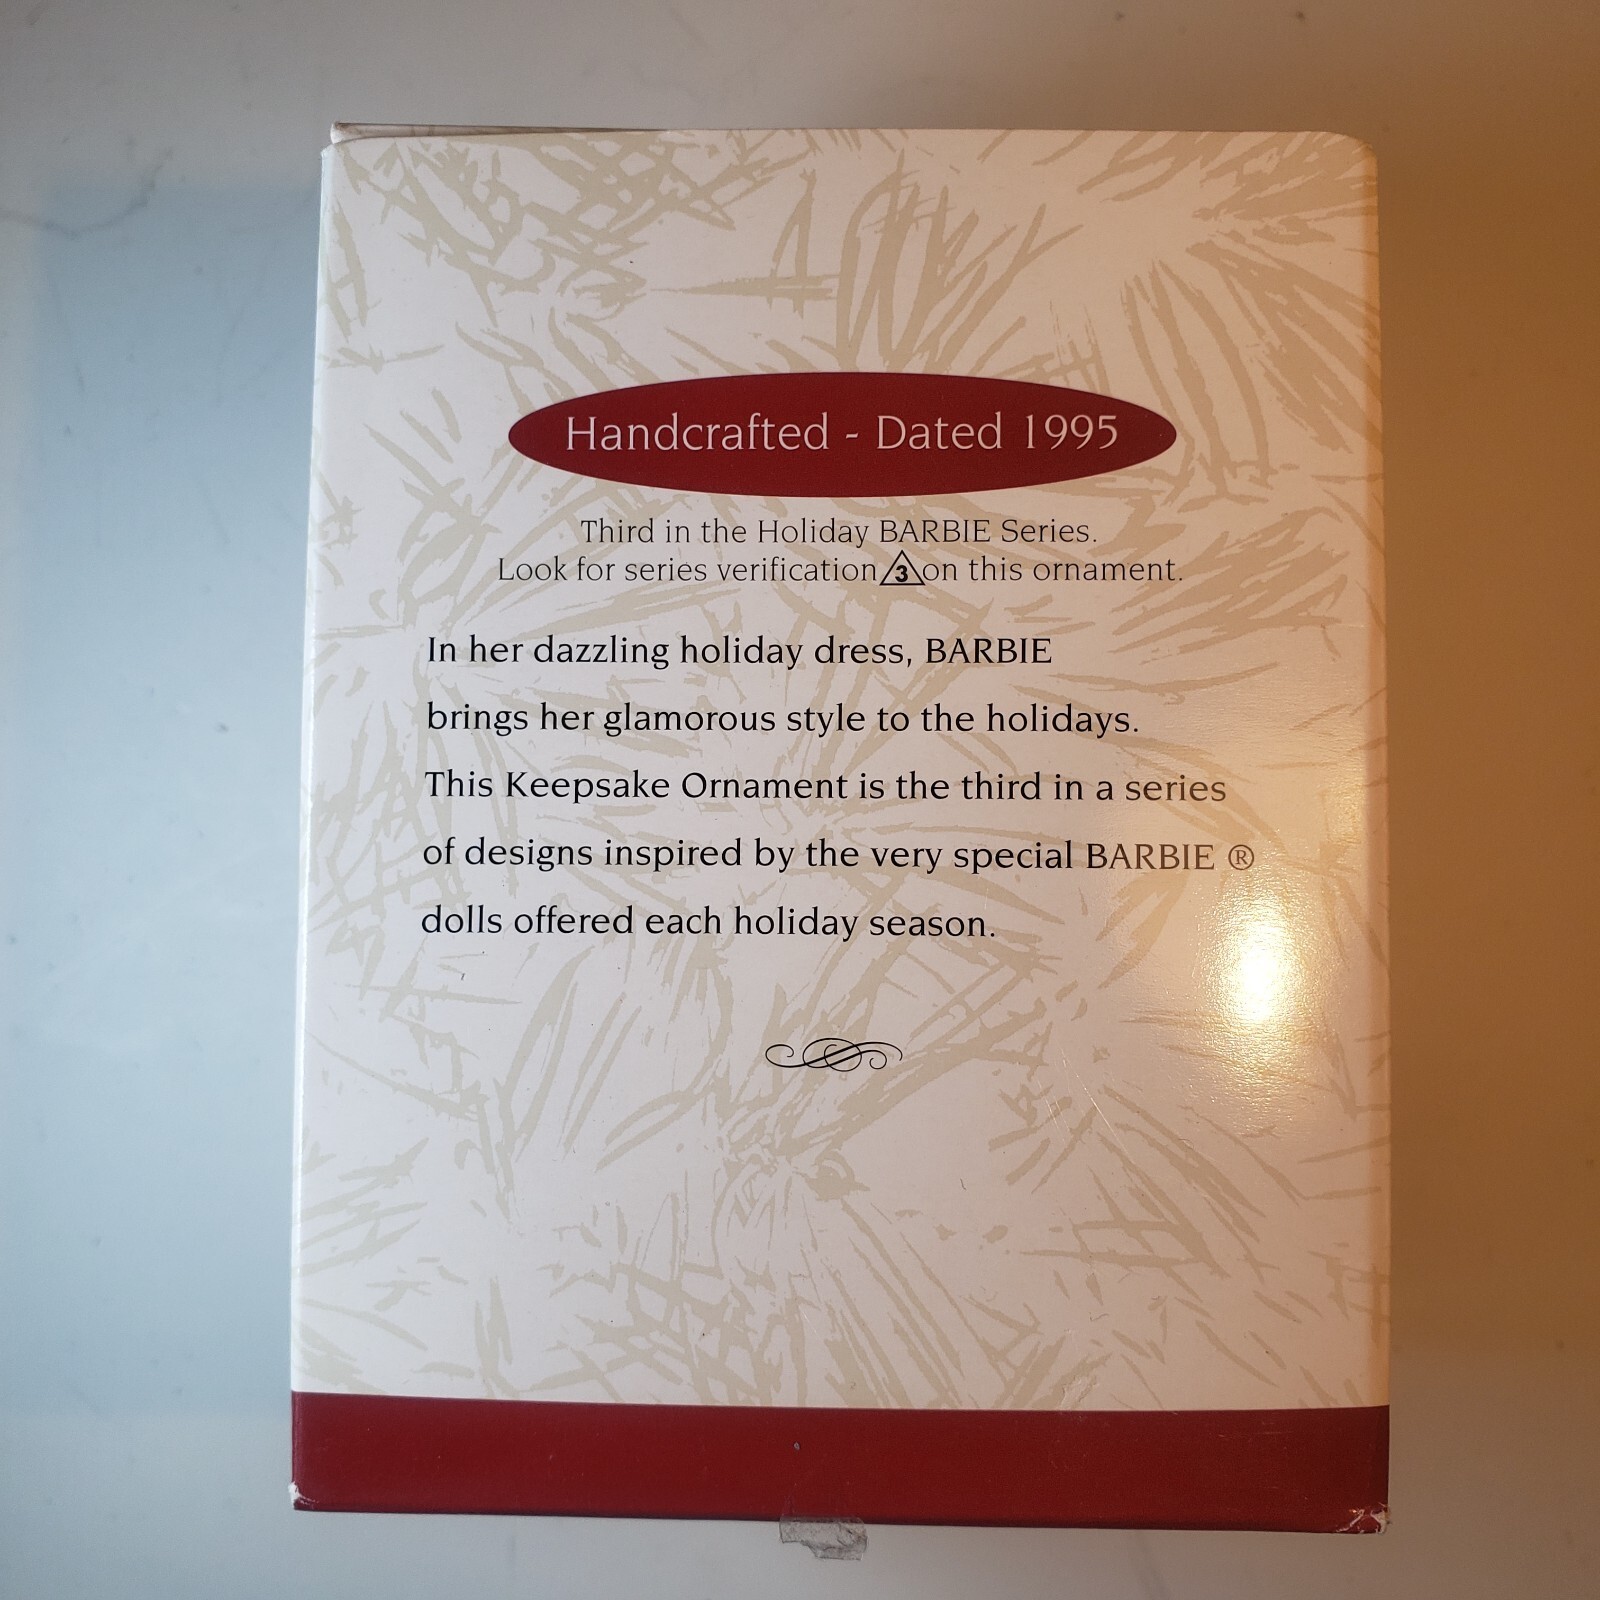 Handcrafted - Dated 1995
Third in the Holiday BARBIE Series.
Look for series verification 3 on this ornament.
In her dazzling holiday dress, BARBIE
brings her glamorous style to the holidays.
This Keepsake Ornament is the third in a series
of designs inspired by the very special BARBIE ®
dolls offered each holiday season.